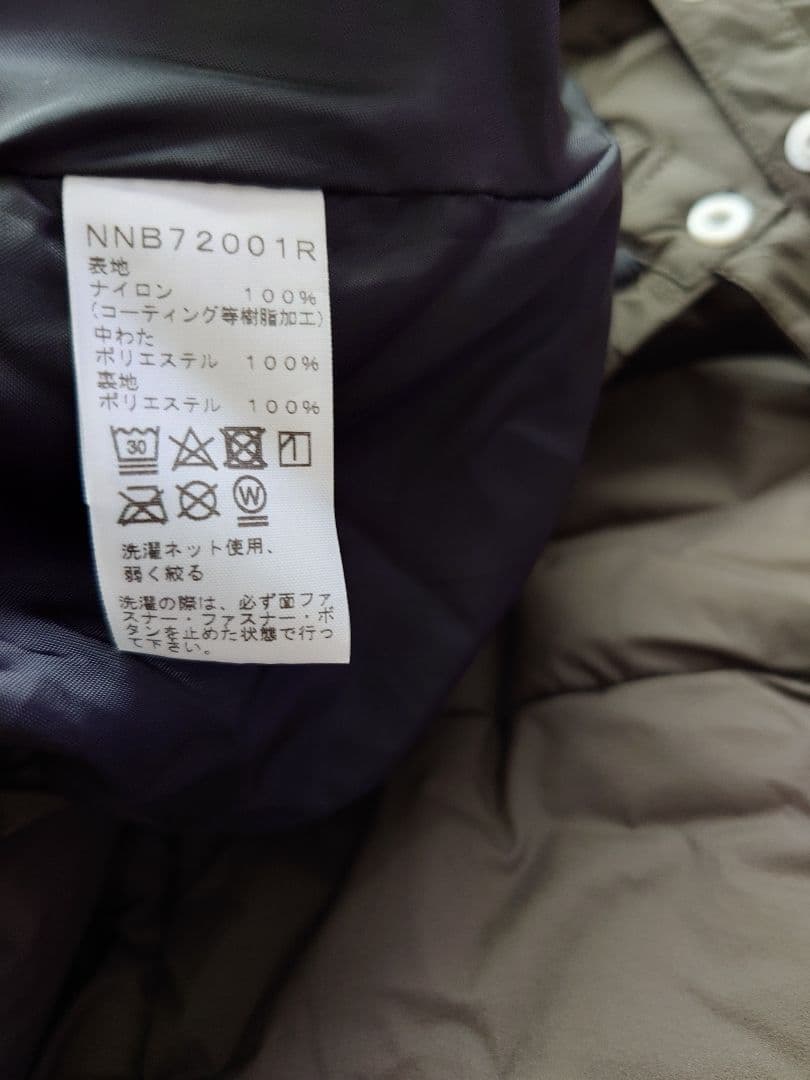 NNB72001R
表地
ナイロン 100%
(コーティング等樹脂加工)
中わた
ポリエステル 100%
裏地
ポリエステル 100%
30
W
洗濯ネット使用、
弱く絞る
洗濯の際は、必ず面ファ
スナー・ファスナー・ボ
タンを止めた状態で行っ
て下さい。